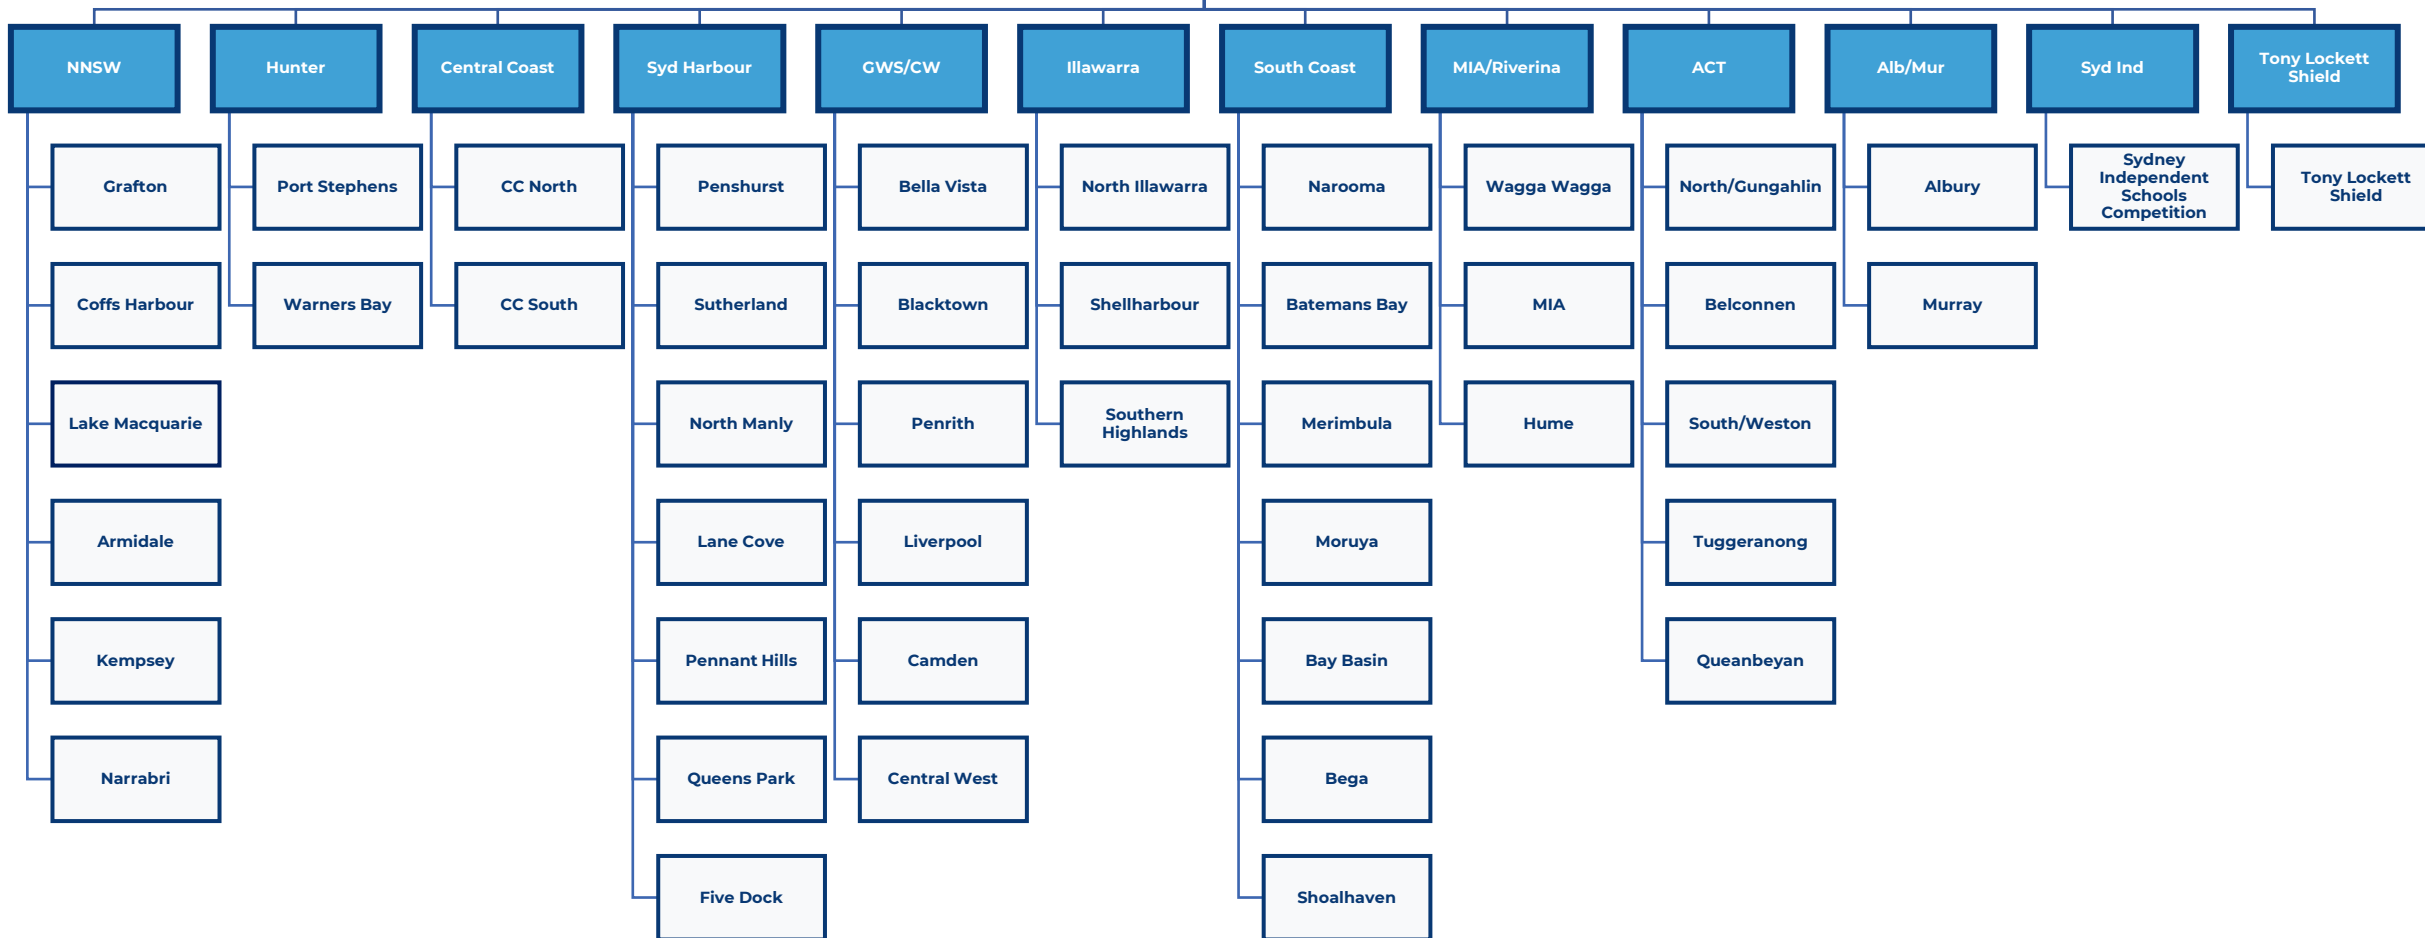 NNSW
Hunter
Central Coast
Syd Harbour
GWS/CW
Illawarra
South Coast
MIA/Riverina
ACT
Alb/Mur
Syd Ind
Tony Lockett
Shield
Grafton
Coffs Harbour
Lake Macquarie
Armidale
Kempsey
Narrabri
Port Stephens
Warners Bay
CC North
CC South
Penshurst
Sutherland
North Manly
Lane Cove
Pennant Hills
Queens Park
Five Dock
Bella Vista
Blacktown
Penrith
Liverpool
Camden
Central West
North Illawarra
Shellharbour
Southern
Highlands
Narooma
Batemans Bay
Merimbula
Moruya
Bay Basin
Bega
Shoalhaven
Wagga Wagga
MIA
Hume
North/Gungahlin
Belconnen
South/Weston
Tuggeranong
Queanbeyan
Albury
Murray
Sydney
Independent
Schools
Competition
Tony Lockett
Shield